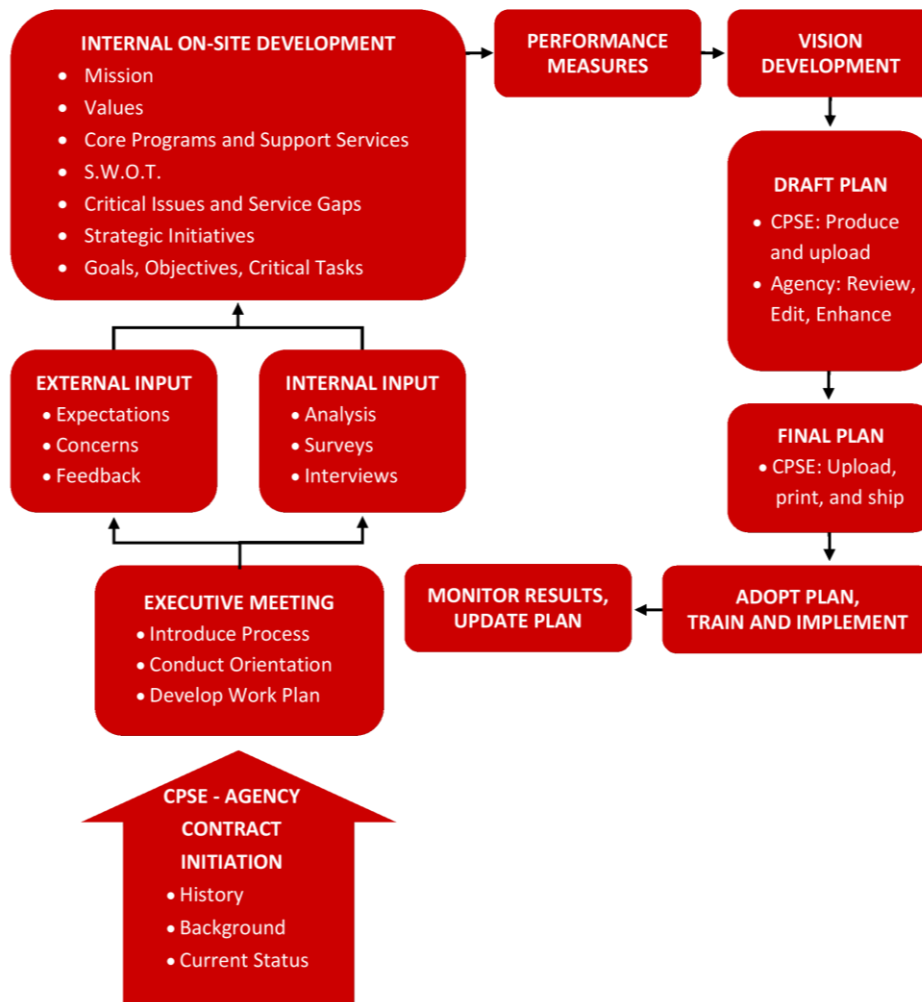 INTERNAL ON-SITE DEVELOPMENT
• Mission
• Values
• Core Programs and Support Services
• S.W.O.T.
• Critical Issues and Service Gaps
• Strategic Initiatives
• Goals, Objectives, Critical Tasks
PERFORMANCE
MEASURES
VISION
DEVELOPMENT
DRAFT PLAN
• CPSE: Produce
and upload
• Agency: Review,
Edit, Enhance
EXTERNAL INPUT
• Expectations
• Concerns
• Feedback
INTERNAL INPUT
• Analysis
• Surveys
• Interviews
FINAL PLAN
• CPSE: Upload,
print, and ship
EXECUTIVE MEETING
• Introduce Process
• Conduct Orientation
• Develop Work Plan
MONITOR RESULTS,
UPDATE PLAN
ADOPT PLAN,
TRAIN AND IMPLEMENT
CPSE - AGENCY
CONTRACT
INITIATION
• History
• Background
• Current Status